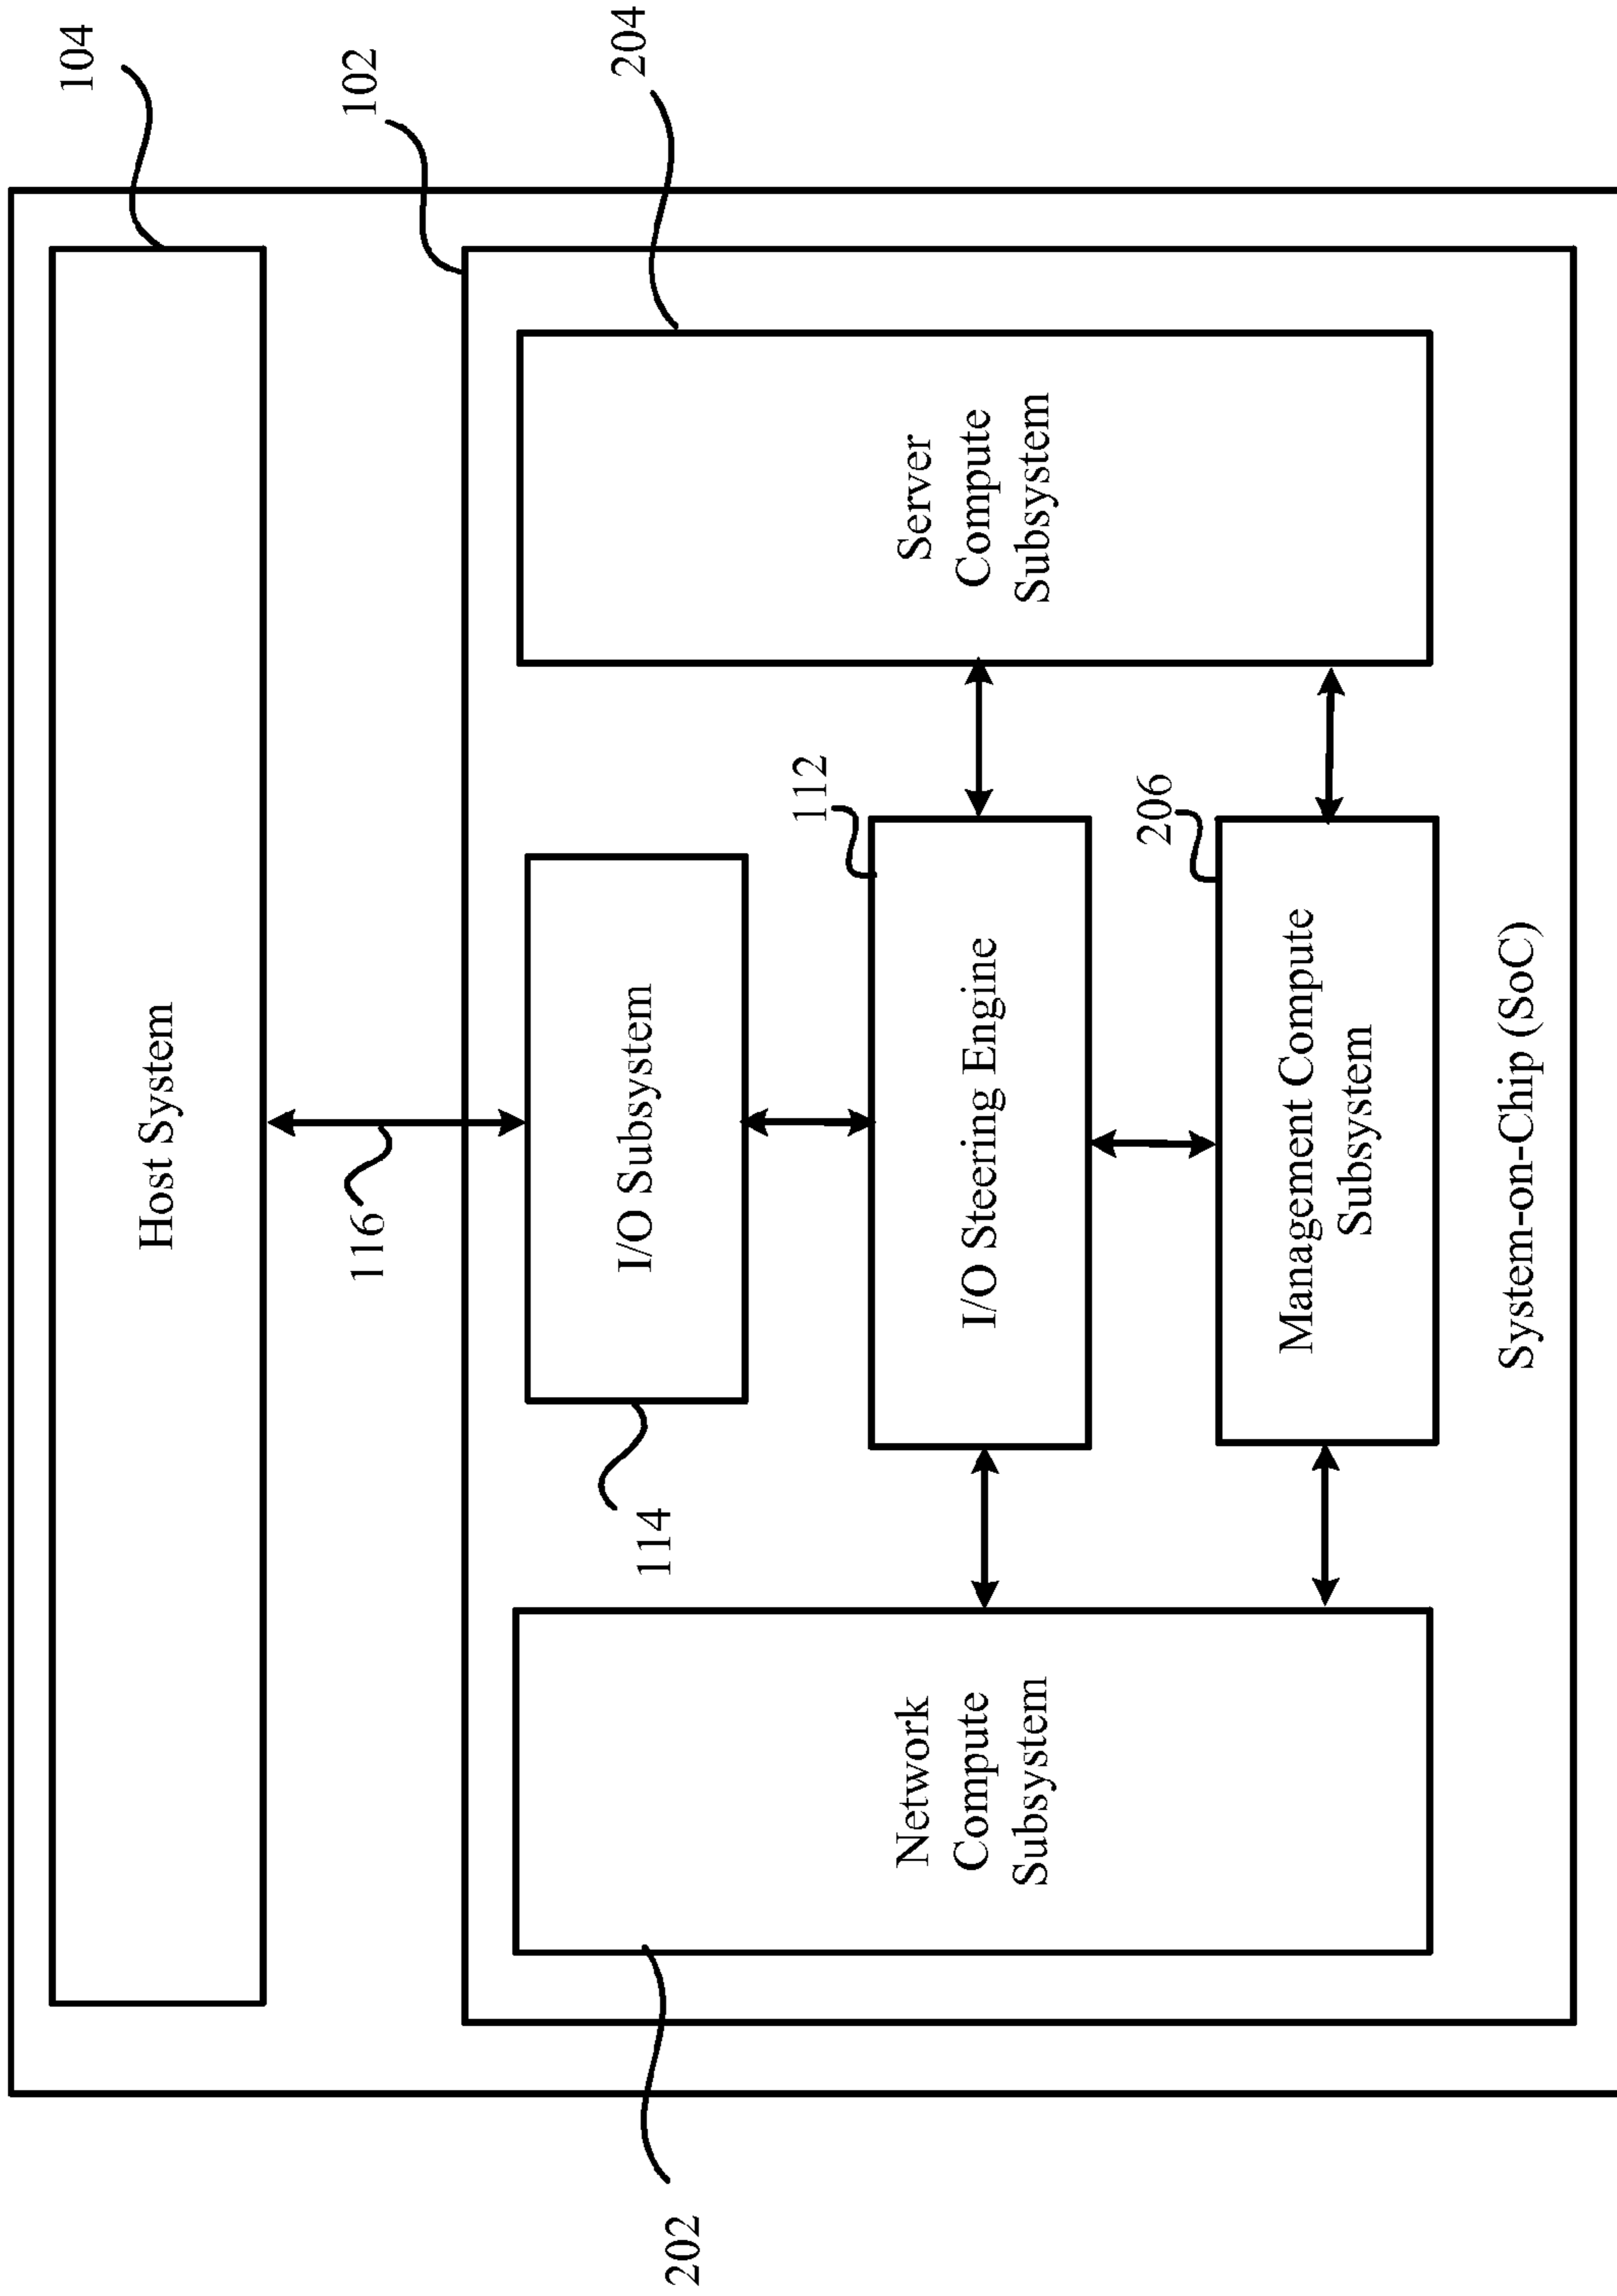 104
Host System
102
116
204
I/O Subsystem
114
202
112
Network
Compute
Subsystem
I/O Steering Engine
Server
Compute
Subsystem
206
Management Compute
Subsystem
System-on-Chip (SoC)